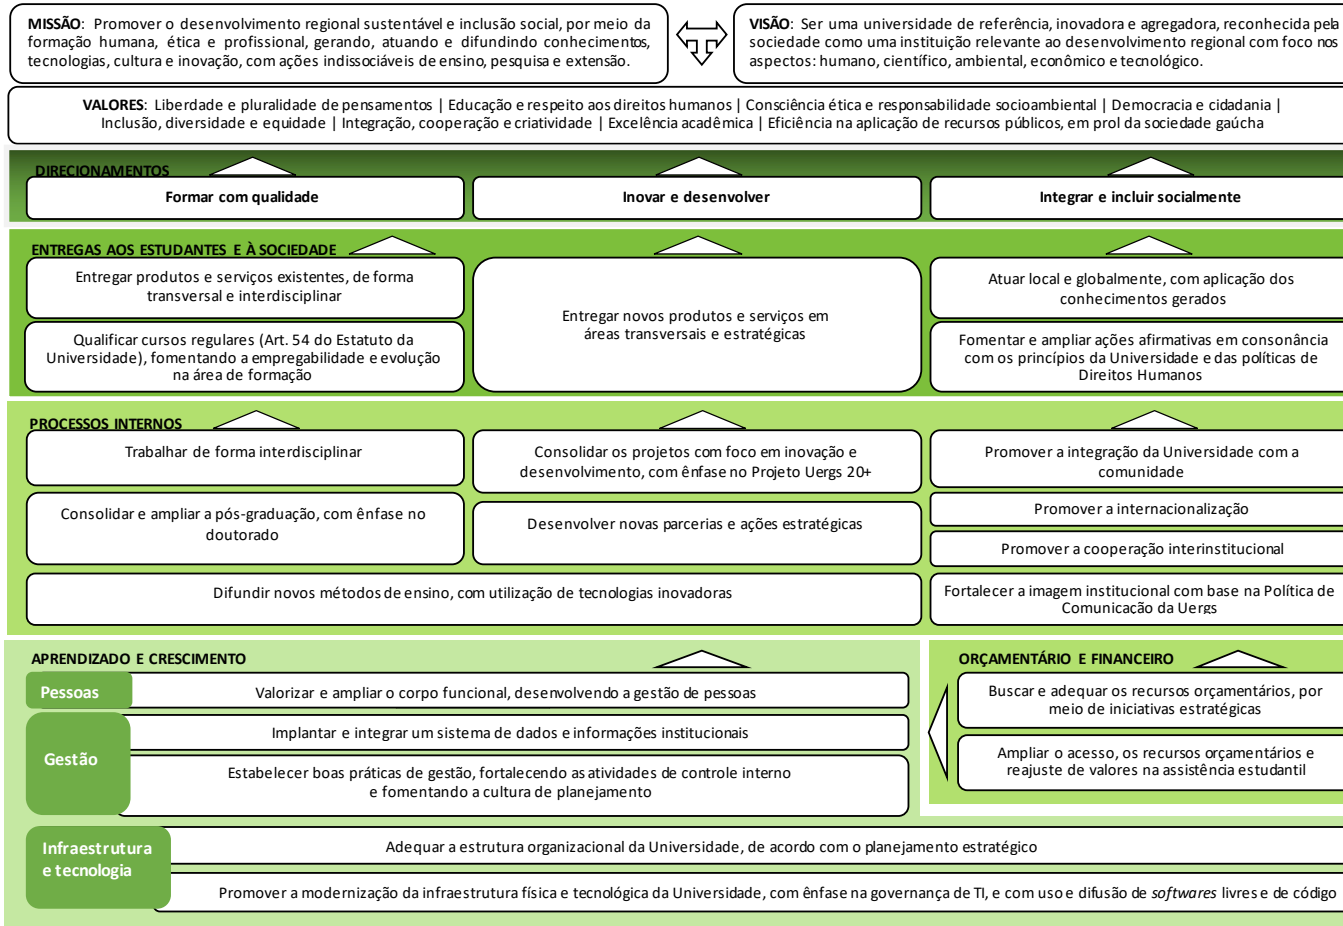 MISSÃO: Promover o desenvolvimento regional sustentável e inclusão social, por meio da
formação humana, ética e profissional, gerando, atuando e difundindo conhecimentos,
tecnologias, cultura e inovação, com ações indissociáveis de ensino, pesquisa e extensão.
VISÃO: Ser uma universidade de referência, inovadora e agregadora, reconhecida pela
sociedade como uma instituição relevante ao desenvolvimento regional com foco nos
aspectos: humano, científico, ambiental, econômico e tecnológico.
VALORES: Liberdade e pluralidade de pensamentos | Educação e respeito aos direitos humanos | Consciência ética e responsabilidade socioambiental | Democracia e cidadania |
Inclusão, diversidade e equidade | Integração, cooperação e criatividade | Excelência acadêmica | Eficiência na aplicação de recursos públicos, em prol da sociedade gaúcha
DIRECIONAMENTOS
Formar com qualidade
Inovar e desenvolver
Integrar e incluir socialmente
ENTREGAS AOS ESTUDANTES E À SOCIEDADE
Entregar produtos e serviços existentes, de forma
transversal e interdisciplinar
Qualificar cursos regulares (Art. 54 do Estatuto da
Universidade), fomentando a empregabilidade e evolução
na área de formação
Entregar novos produtos e serviços em
áreas transversais e estratégicas
Atuar local e globalmente, com aplicação dos
conhecimentos gerados
Fomentar e ampliar ações afirmativas em consonância
com os princípios da Universidade e das políticas de
Direitos Humanos
PROCESSOS INTERNOS
Trabalhar de forma interdisciplinar
Consolidar e ampliar a pós-graduação, com ênfase no
doutorado
Consolidar os projetos com foco em inovação e
desenvolvimento, com ênfase no Projeto Uergs 20+
Desenvolver novas parcerias e ações estratégicas
Difundir novos métodos de ensino, com utilização de tecnologias inovadoras
Promover a integração da Universidade com a
comunidade
Promover a internacionalização
Promover a cooperação interinstitucional
Fortalecer a imagem institucional com base na Política de
Comunicação da Uergs
APRENDIZADO E CRESCIMENTO
Pessoas
Valorizar e ampliar o corpo funcional, desenvolvendo a gestão de pessoas
Gestão
Implantar e integrar um sistema de dados e informações institucionais
Estabelecer boas práticas de gestão, fortalecendo as atividades de controle interno
e fomentando a cultura de planejamento
ORÇAMENTÁRIO E FINANCEIRO
Buscar e adequar os recursos orçamentários, por
meio de iniciativas estratégicas
Ampliar o acesso, os recursos orçamentários e
reajuste de valores na assistência estudantil
Infraestrutura
e tecnologia
Adequar a estrutura organizacional da Universidade, de acordo com o planejamento estratégico
Promover a modernização da infraestrutura física e tecnológica da Universidade, com ênfase na governança de TI, e com uso e difusão de softwares livres e de código